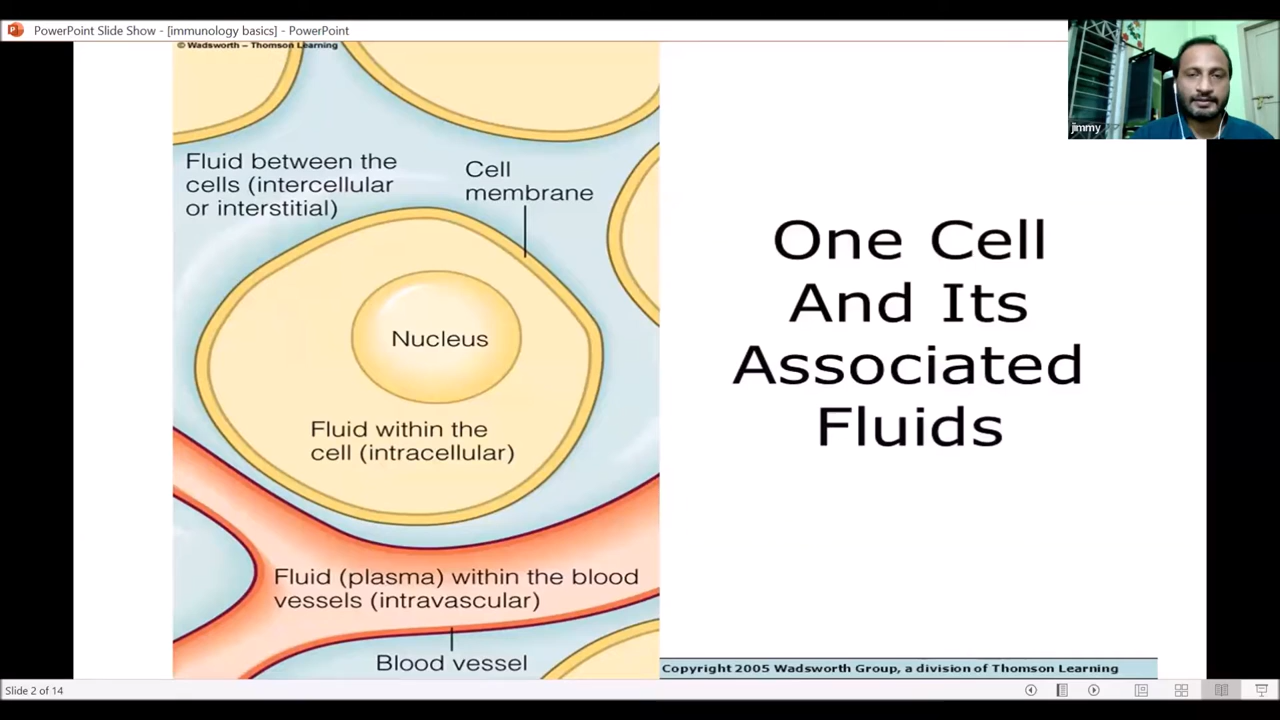 PowerPoint Slide Show - [immunology basics] - PowerPoint
jimmy
© Wadsworth – Thomson Learning
Fluid between the
cells (intercellular
or interstitial)
Cell
membrane
Nucleus
Fluid within the
cell (intracellular)
Fluid (plasma) within the blood
vessels (intravascular)
Blood vessel
One Cell
And Its
Associated
Fluids
Copyright 2005 Wadsworth Group, a division of Thomson Learning
Slide 2 of 14